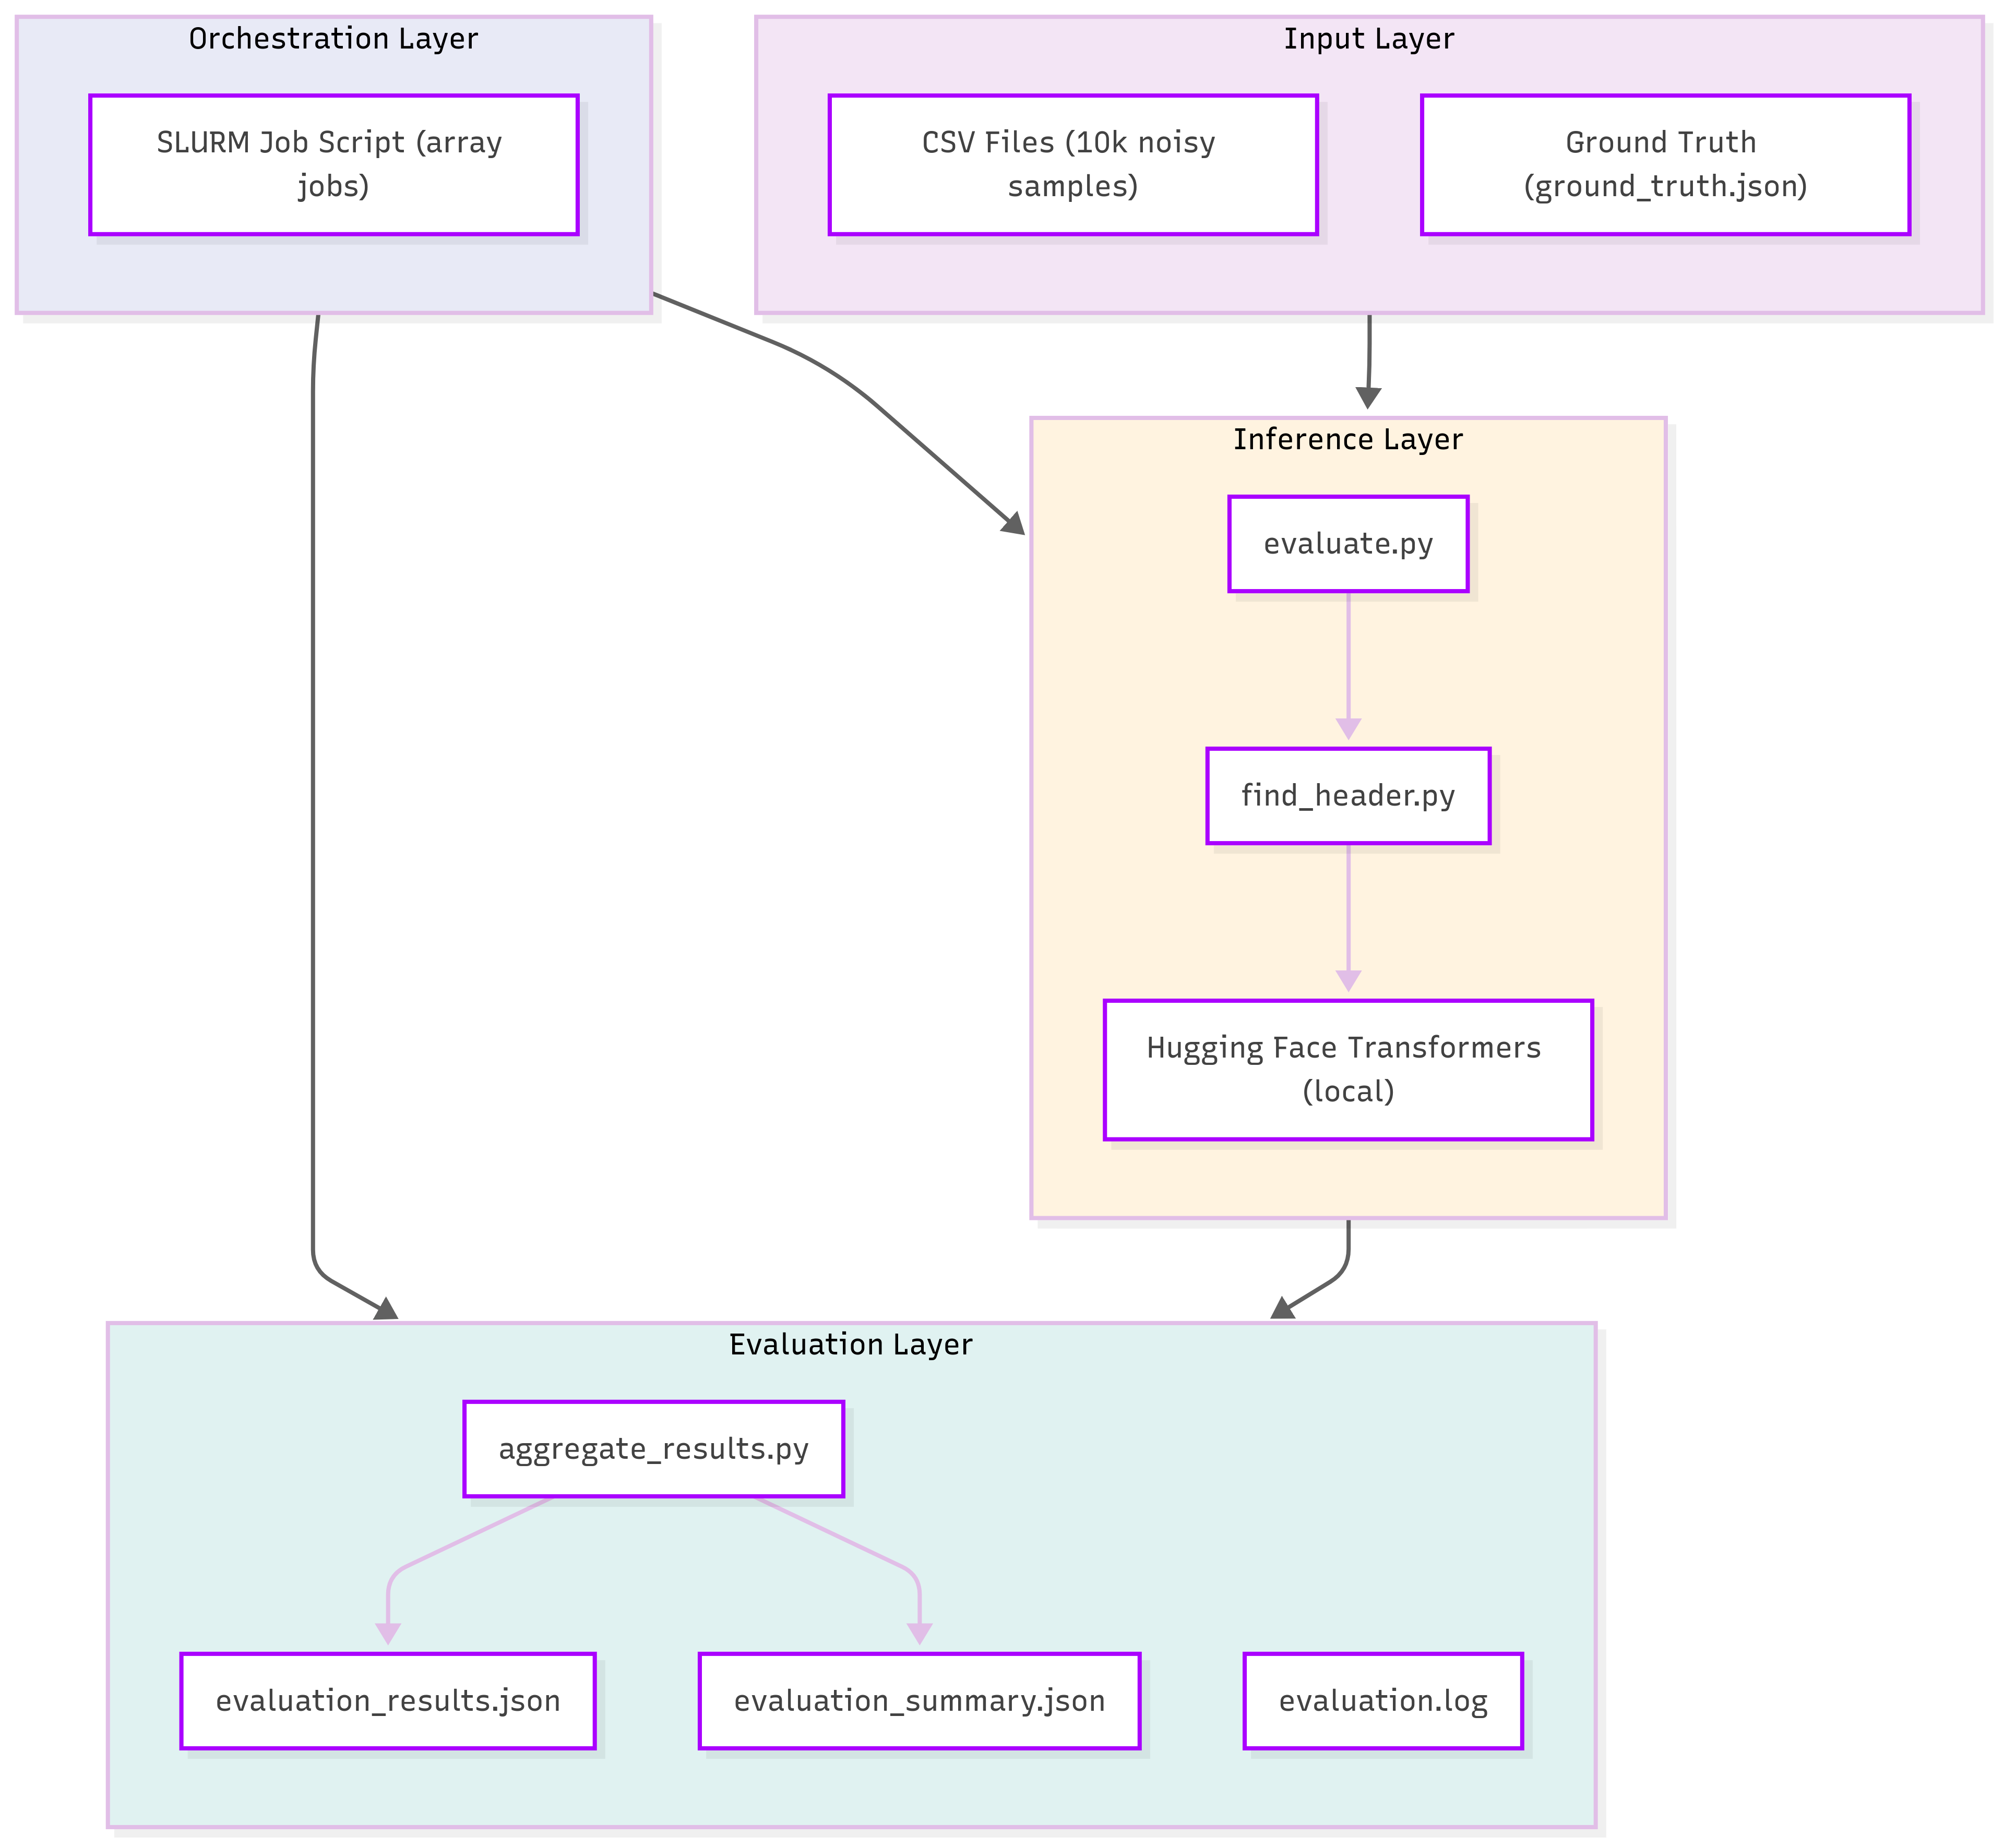 Orchestration Layer
SLURM Job Script (array
jobs)
Input Layer
CSV Files (10k noisy
samples)
Ground Truth
(ground_truth.json)
Inference Layer
evaluate.py
find_header.py
Hugging Face Transformers
(local)
Evaluation Layer
aggregate_results.py
evaluation_results.json
evaluation_summary.json
evaluation.log